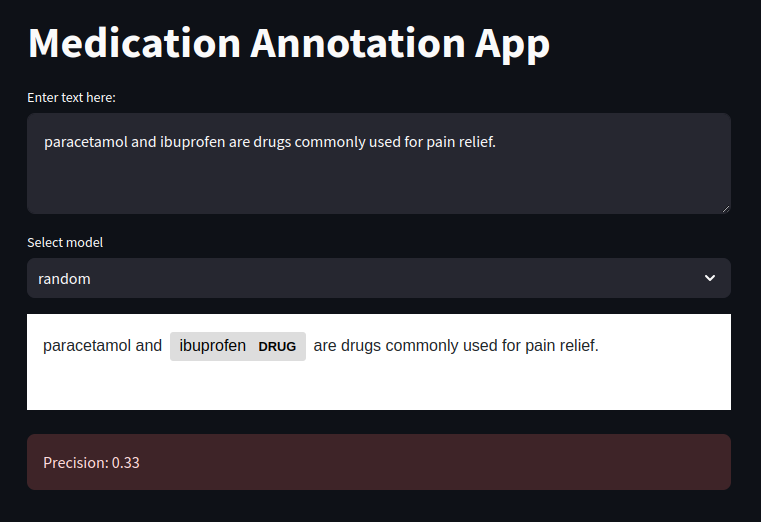 Medication Annotation App
Enter text here:
paracetamol and ibuprofen are drugs commonly used for pain relief.
Select model
random
paracetamol and ibuprofen DRUG are drugs commonly used for pain relief.
Precision: 0.33